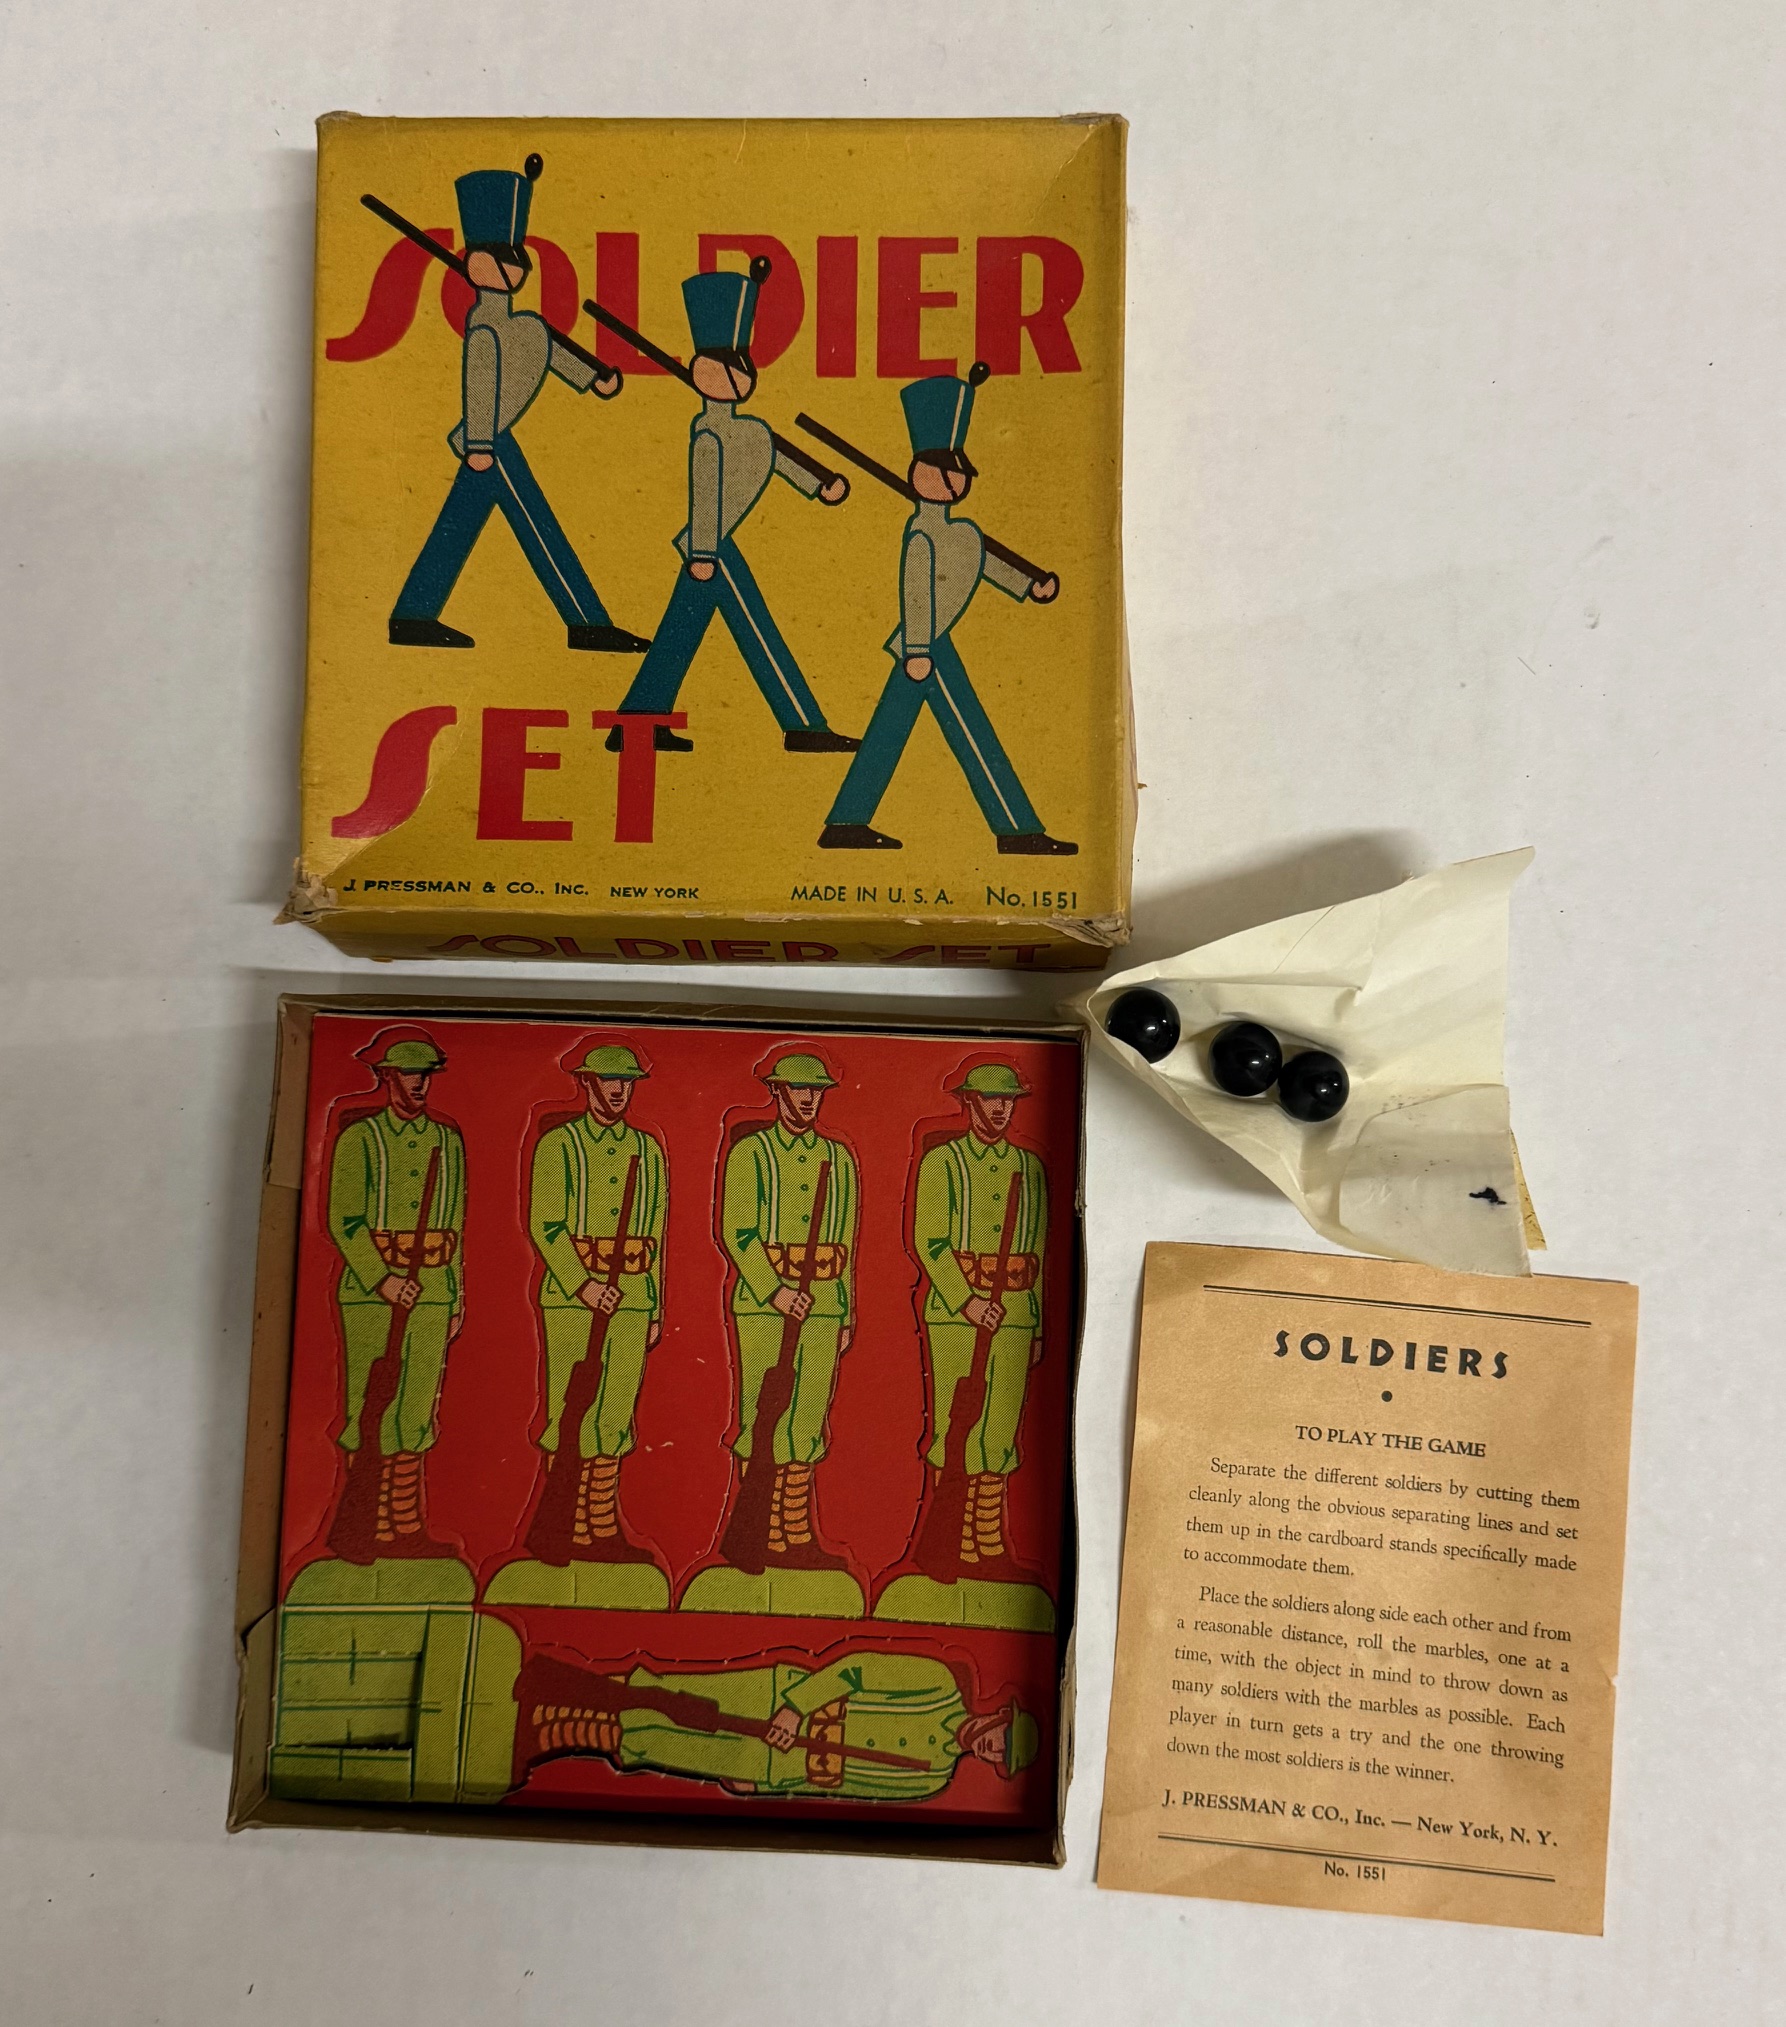 SOLDIER
SET
J. PRESSMAN & CO., INC. NEW YORK
MADE IN U. S. A. No. 1551
SOLDIER SET
SOLDIERS
TO PLAY THE GAME
Separate the different soldiers by cutting them
cleanly along the obvious separating lines and set
them up in the cardboard stands specifically made
to accommodate them.
Place the soldiers along side each other and from
a reasonable distance, roll the marbles, one at a
time, with the object in mind to throw down as
many soldiers with the marbles as possible. Each
player in turn gets a try and the one throwing
down the most soldiers is the winner.
J. PRESSMAN & CO., Inc. — New York, N. Y.
No. 1551